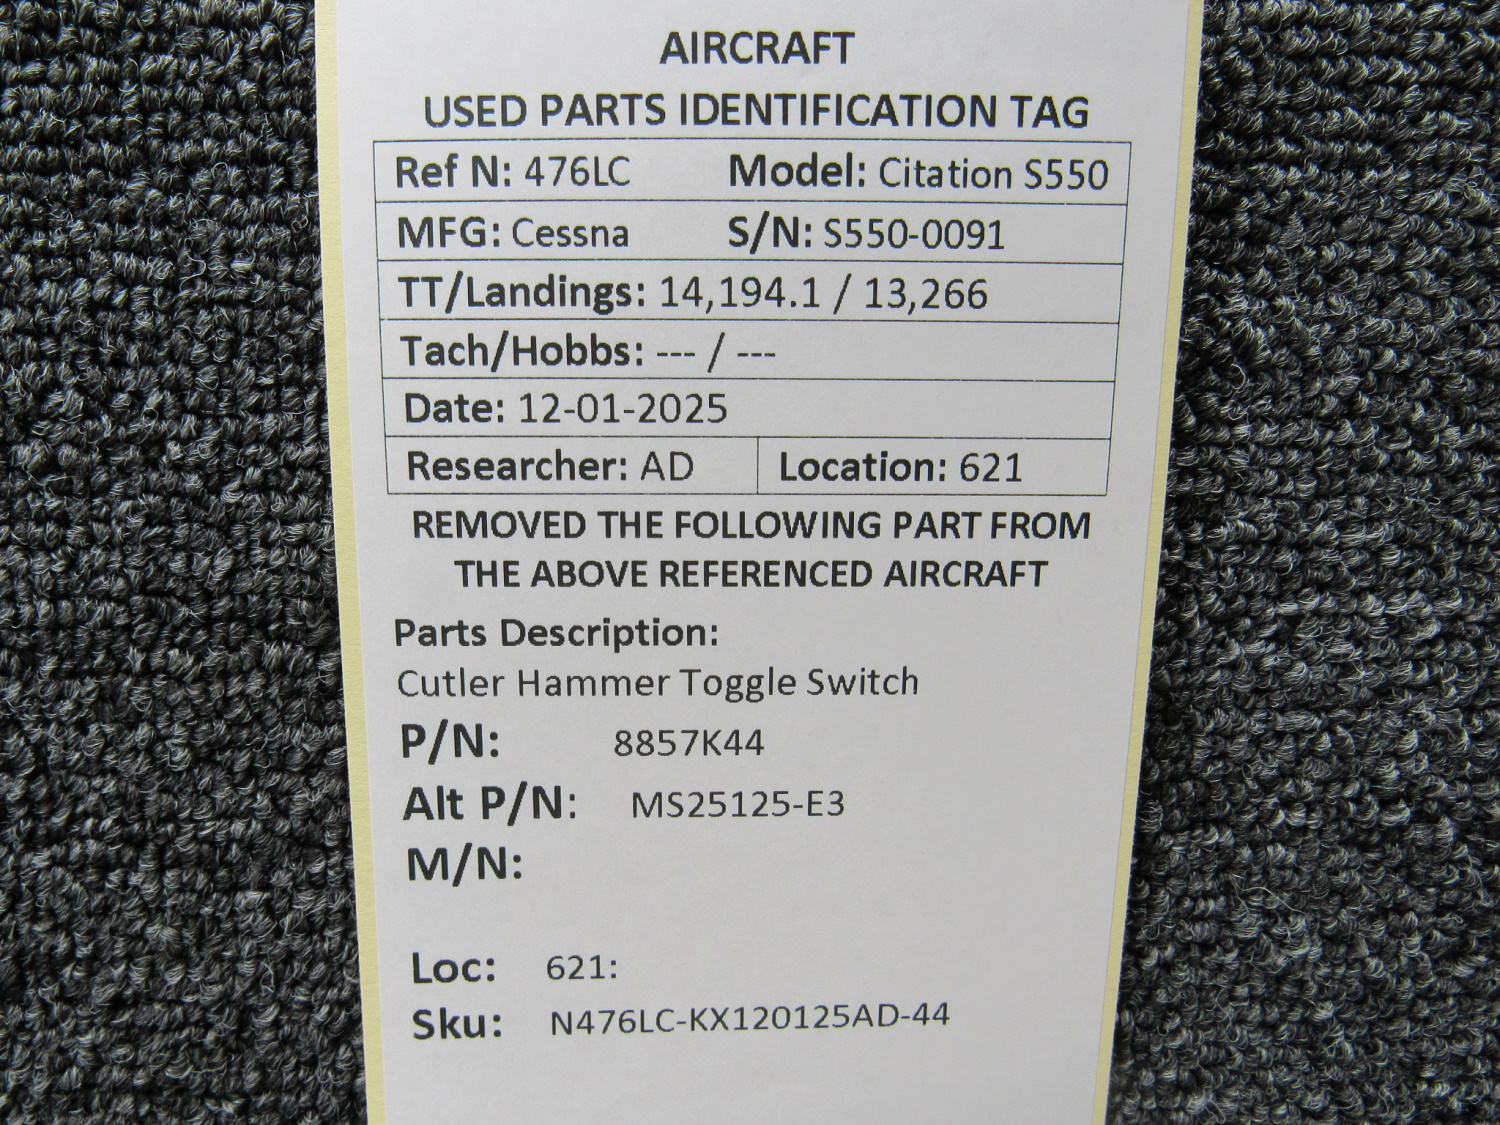 AIRCRAFT
USED PARTS IDENTIFICATION TAG
Ref N: 476LC Model: Citation S550
MFG: Cessna S/N: S550-0091
TT/Landings: 14,194.1 / 13,266
Tach/Hobbs: --- / ---
Date: 12-01-2025
Researcher: AD Location: 621
REMOVED THE FOLLOWING PART FROM
THE ABOVE REFERENCED AIRCRAFT
Parts Description:
Cutler Hammer Toggle Switch
P/N: 8857K44
Alt P/N: MS25125-E3
M/N:
Loc: 621:
Sku: N476LC-KX120125AD-44